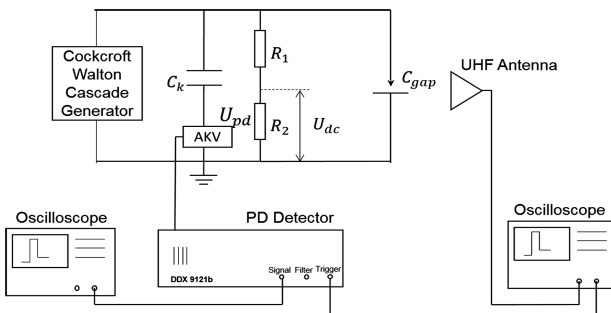 Cockcroft
Walton
Cascade
Generator
C_k
R_1
C_gap
UHF Antenna
AKV
U_pd
R_2
U_dc
Oscilloscope
PD Detector
Oscilloscope
Signal Filter Trigger
DDX 9121b